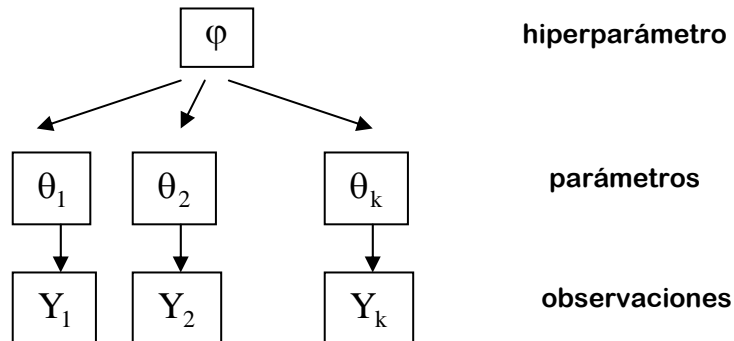 φ hiperparámetro
θ₁ θ₂ θₖ parámetros
Y₁ Y₂ Yₖ observaciones